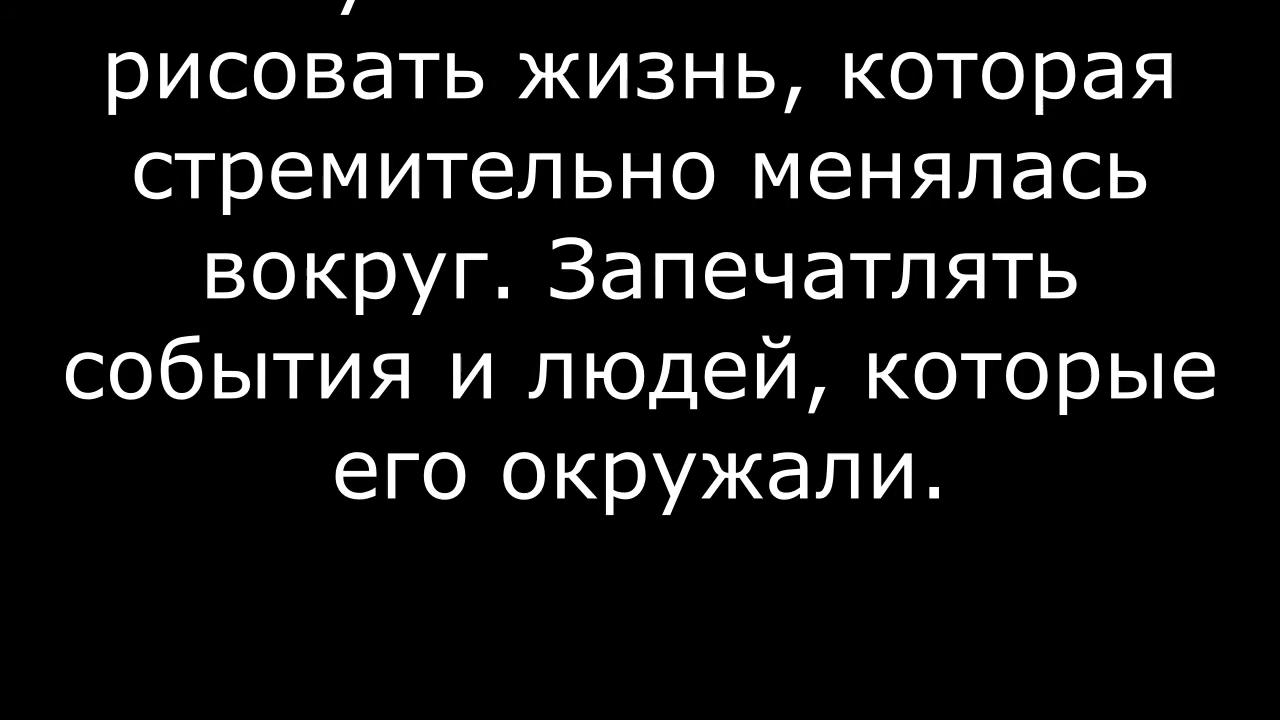 рисовать жизнь, которая
стремительно менялась
вокруг. Запечатлять
события и людей, которые
его окружали.